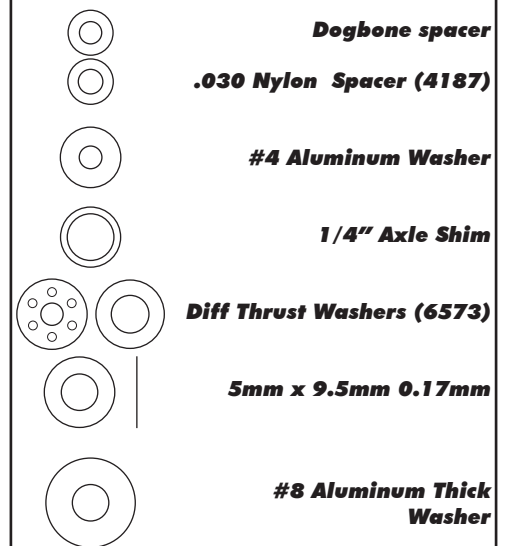 Dogbone spacer
.030 Nylon Spacer (4187)
#4 Aluminum Washer
1/4" Axle Shim
Diff Thrust Washers (6573)
5mm x 9.5mm 0.17mm
#8 Aluminum Thick
Washer